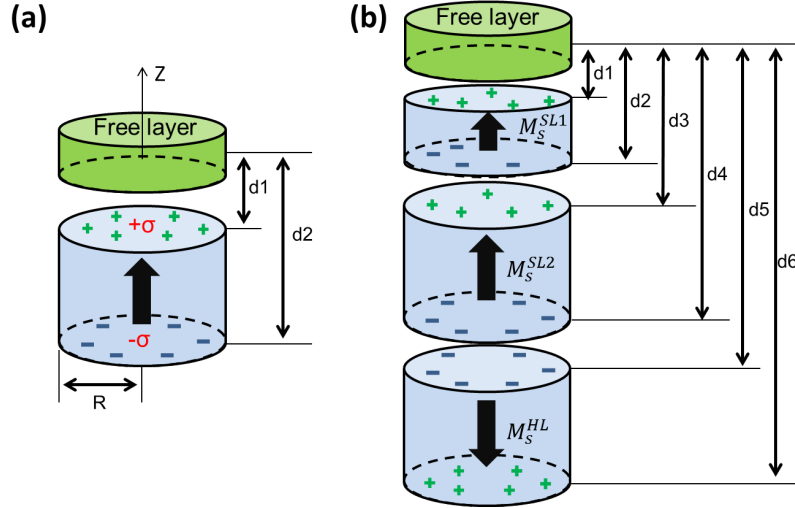 (a)
Z
Free layer
d1
d2
+σ
-σ
R
(b)
Free layer
d1
d2
d3
d4
d5
d6
M_S^{SL1}
M_S^{SL2}
M_S^{HL}